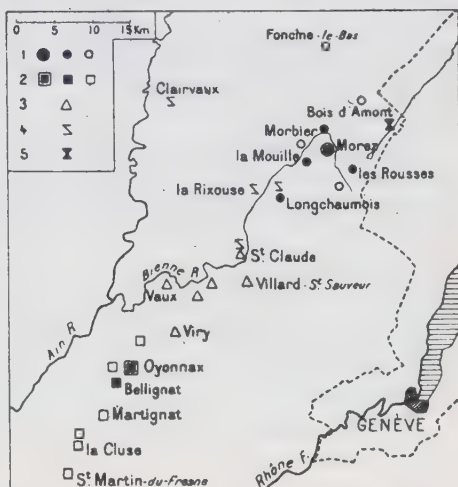 0 5 10 15 Km
1
2
3
4
5
Foncine-le-Bas
Clairvaux
Bois d'Amont
Morbier
Morez
la Mouille
les Rousses
la Rixouse
Longchaumois
St Claude
Bienne R.
Villard-St Sauveur
Vaux
Viry
Ain R.
Oyonnax
Bellignat
Martignat
GENÈVE
la Cluse
Rhône F.
St Martin-du-Fresne